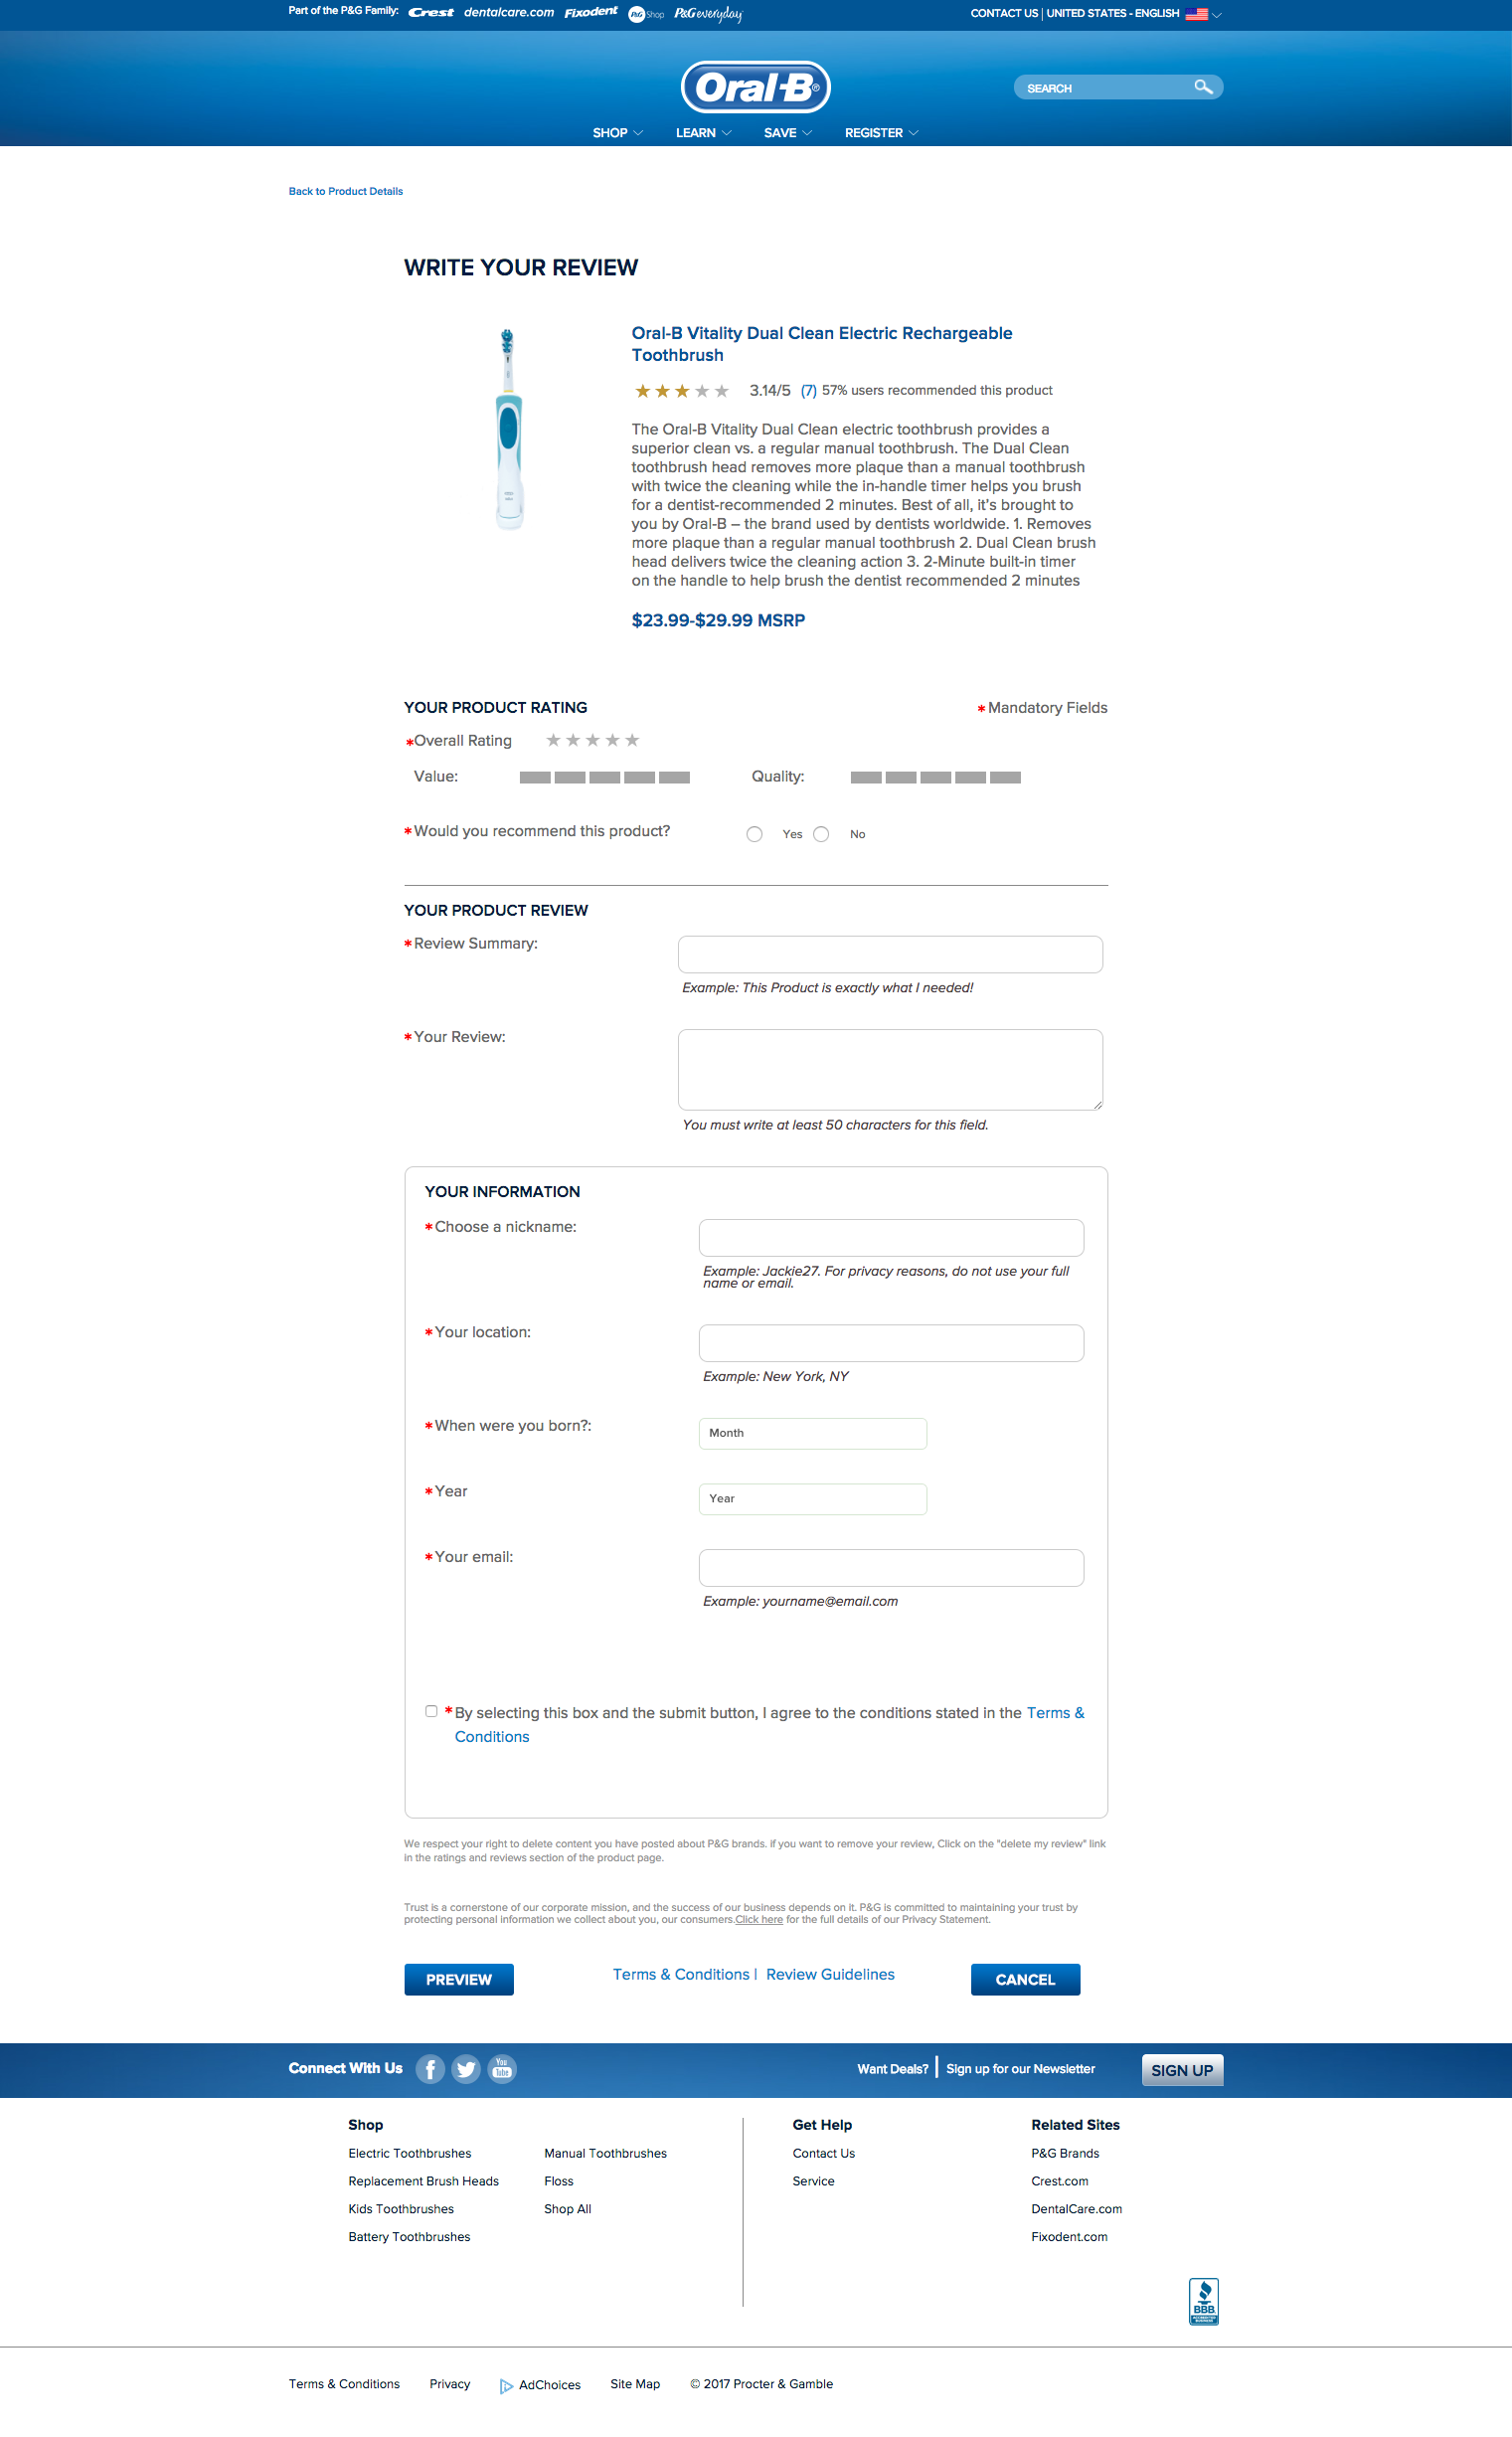 Part of the P&G Family: Crest dentalcare.com Fixodent P&G Shop P&G everyday
CONTACT US | UNITED STATES - ENGLISH
Oral-B®
SEARCH
SHOP LEARN SAVE REGISTER
Back to Product Details
WRITE YOUR REVIEW
Oral-B Vitality Dual Clean Electric Rechargeable
Toothbrush
3.14/5 (7) 57% users recommended this product
The Oral-B Vitality Dual Clean electric toothbrush provides a
superior clean vs. a regular manual toothbrush. The Dual Clean
toothbrush head removes more plaque than a manual toothbrush
with twice the cleaning while the in-handle timer helps you brush
for a dentist-recommended 2 minutes. Best of all, it's brought to
you by Oral-B – the brand used by dentists worldwide. 1. Removes
more plaque than a regular manual toothbrush 2. Dual Clean brush
head delivers twice the cleaning action 3. 2-Minute built-in timer
on the handle to help brush the dentist recommended 2 minutes
$23.99-$29.99 MSRP
YOUR PRODUCT RATING
* Mandatory Fields
*Overall Rating
Value:
Quality:
*Would you recommend this product? Yes No
YOUR PRODUCT REVIEW
*Review Summary:
Example: This Product is exactly what I needed!
*Your Review:
You must write at least 50 characters for this field.
YOUR INFORMATION
*Choose a nickname:
Example: Jackie27. For privacy reasons, do not use your full
name or email.
*Your location:
Example: New York, NY
*When were you born?: Month
*Year Year
*Your email:
Example: yourname@email.com
*By selecting this box and the submit button, I agree to the conditions stated in the Terms &
Conditions
We respect your right to delete content you have posted about P&G brands. if you want to remove your review, Click on the "delete my review" link
in the ratings and reviews section of the product page.
Trust is a cornerstone of our corporate mission, and the success of our business depends on it. P&G is committed to maintaining your trust by
protecting personal information we collect about you, our consumers.Click here for the full details of our Privacy Statement.
PREVIEW
Terms & Conditions | Review Guidelines
CANCEL
Connect With Us
You Tube
Want Deals? | Sign up for our Newsletter
SIGN UP
Shop
Electric Toothbrushes
Replacement Brush Heads
Kids Toothbrushes
Battery Toothbrushes
Manual Toothbrushes
Floss
Shop All
Get Help
Contact Us
Service
Related Sites
P&G Brands
Crest.com
DentalCare.com
Fixodent.com
BBB
Terms & Conditions Privacy AdChoices Site Map © 2017 Procter & Gamble